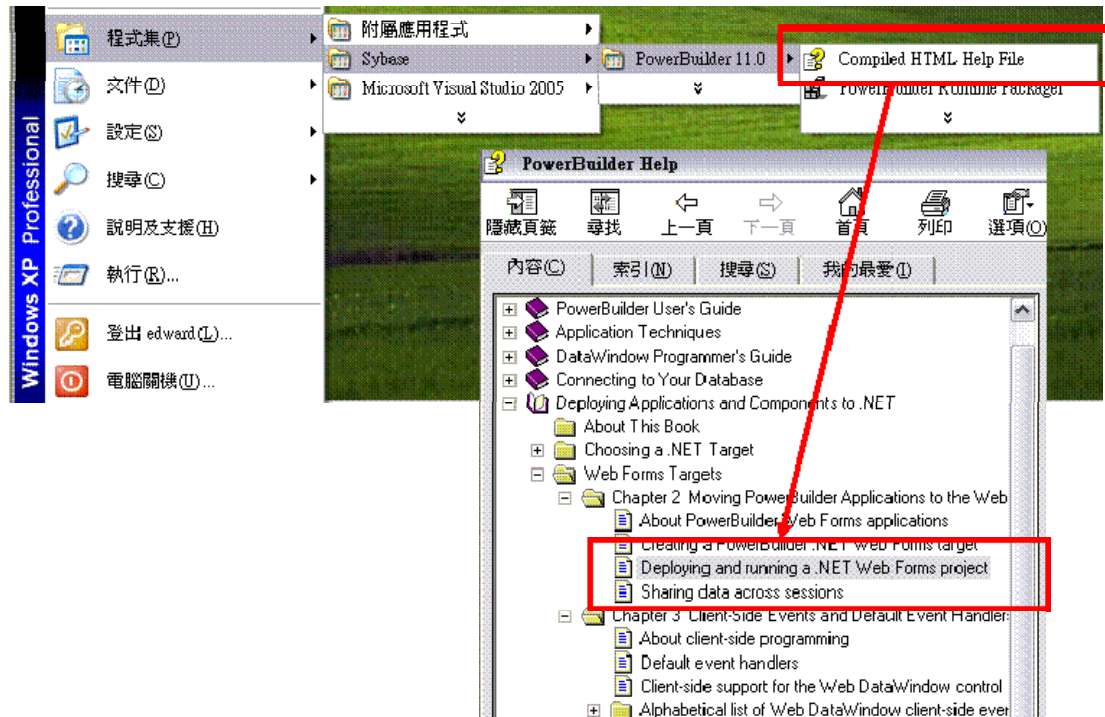 Windows XP Professional
程式集(P)
文件(D)
設定(S)
搜尋(C)
說明及支援(H)
執行(R)...
登出 edward(L)...
電腦關機(U)...
附屬應用程式
Sybase
Microsoft Visual Studio 2005
PowerBuilder 11.0
Compiled HTML Help File
PowerBuilder Runtime Packager
PowerBuilder Help
隱藏頁籤 尋找 上一頁 下一頁 首頁 列印 選項(O)
內容(C) 索引(N) 搜尋(S) 我的最愛(I)
PowerBuilder User's Guide
Application Techniques
DataWindow Programmer's Guide
Connecting to Your Database
Deploying Applications and Components to .NET
About This Book
Choosing a .NET Target
Web Forms Targets
Chapter 2 Moving PowerBuilder Applications to the Web
About PowerBuilder Web Forms applications
Creating a PowerBuilder .NET Web Forms target
Deploying and running a .NET Web Forms project
Sharing data across sessions
Chapter 3 Client-Side Events and Default Event Handler
About client-side programming
Default event handlers
Client-side support for the Web DataWindow control
Alphabetical list of Web DataWindow client-side ever